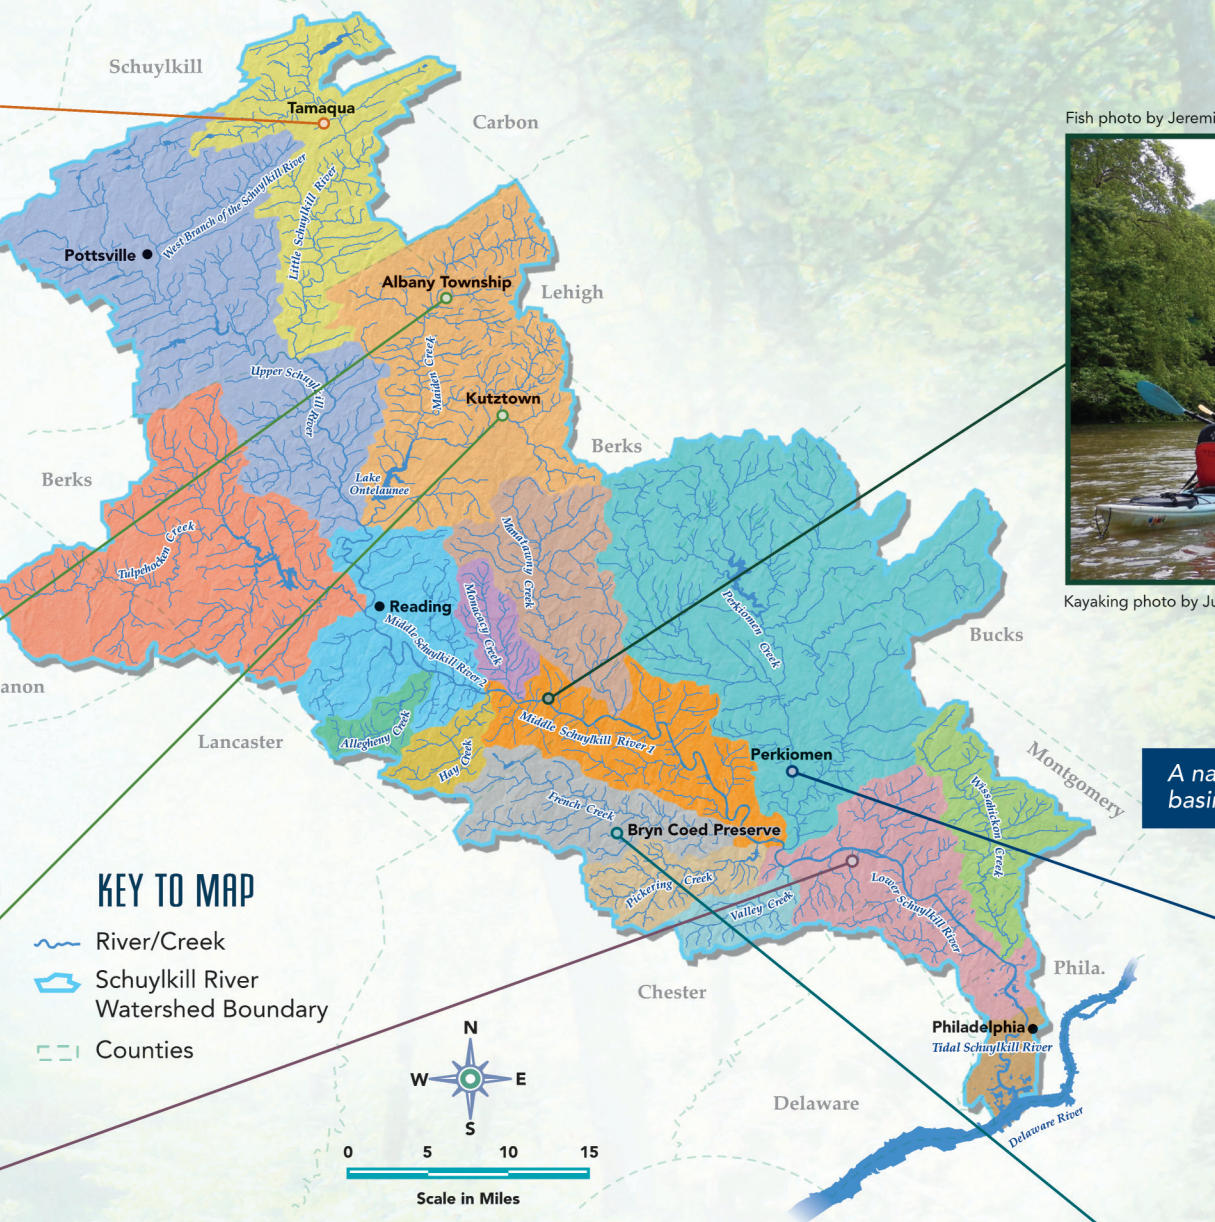 Schuylkill
Tamaqua
Carbon
Fish photo by Jeremi
West Branch of the Schuylkill River
Little Schuylkill River
Pottsville
Albany Township
Lehigh
Maiden Creek
Upper Schuylkill River
Kutztown
Berks
Berks
Lake
Ontelaunee
Manatawny Creek
Tulpehocken Creek
Perkiomen Creek
Kayaking photo by Ju
Reading
Monacacy Creek
Middle Schuylkill River 2
Bucks
anon
Lancaster
Allegheny Creek
Hay Creek
Middle Schuylkill River 1
Perkiomen
Montgomery
A na
basi
Wissahickon Creek
French Creek
Bryn Coed Preserve
Pickering Creek
Valley Creek
Lower Schuylkill River
KEY TO MAP
River/Creek
Schuylkill River
Watershed Boundary
Counties
Chester
Phila.
Philadelphia
Tidal Schuylkill River
Delaware
Delaware River
N
W
E
S
0 5 10 15
Scale in Miles